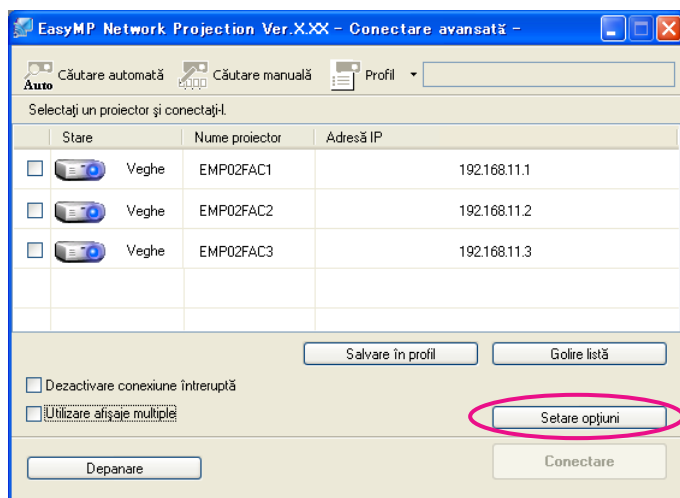 EasyMP Network Projection Ver.X.XX – Conectare avansată –
Auto Căutare automată Căutare manuală Profil
Selectaţi un proiector şi conectaţi-l.
Stare Nume proiector Adresă IP
Veghe EMP02FAC1 192.168.11.1
Veghe EMP02FAC2 192.168.11.2
Veghe EMP02FAC3 192.168.11.3
Salvare în profil Golire listă
Dezactivare conexiune întreruptă
Utilizare afişaje multiple Setare opţiuni
Depanare Conectare